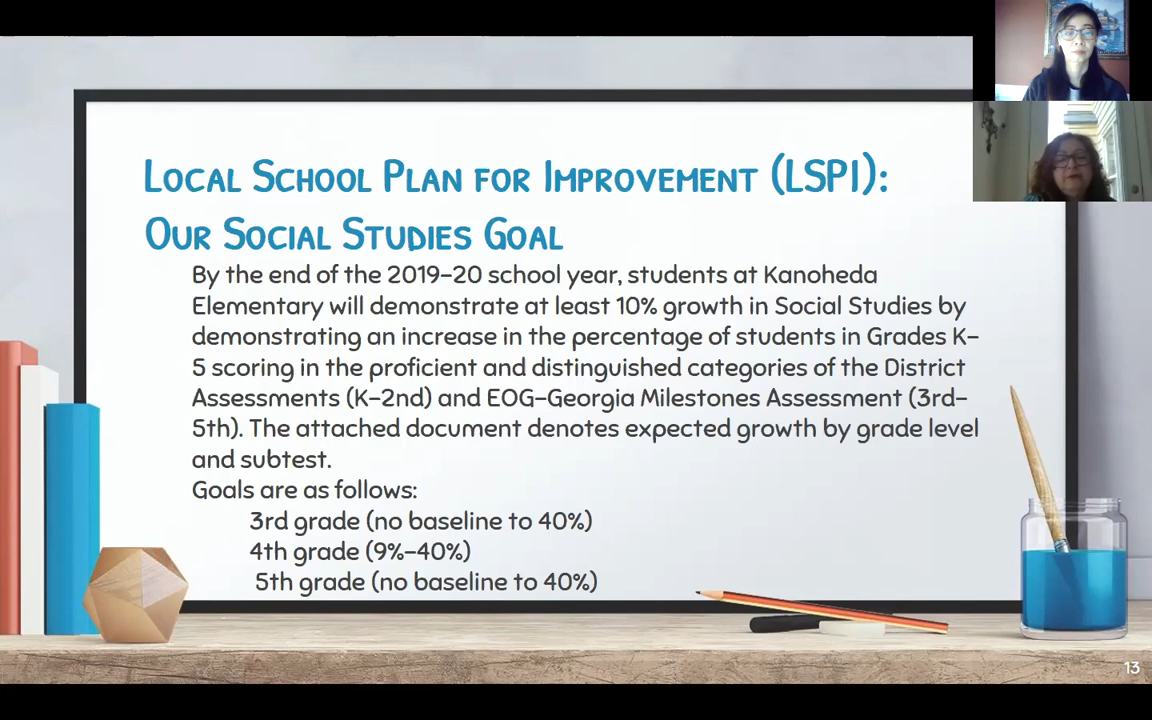 Local School Plan for Improvement (LSPI):
Our Social Studies Goal
By the end of the 2019-20 school year, students at Kanoheda
Elementary will demonstrate at least 10% growth in Social Studies by
demonstrating an increase in the percentage of students in Grades K-
5 scoring in the proficient and distinguished categories of the District
Assessments (K-2nd) and EOG-Georgia Milestones Assessment (3rd-
5th). The attached document denotes expected growth by grade level
and subtest.
Goals are as follows:
3rd grade (no baseline to 40%)
4th grade (9%-40%)
5th grade (no baseline to 40%)
13